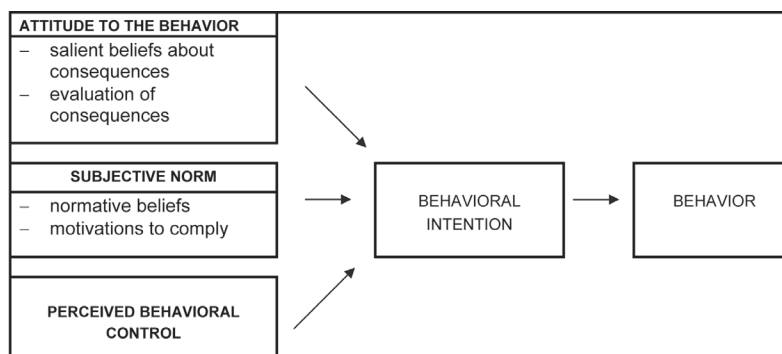 ATTITUDE TO THE BEHAVIOR
– salient beliefs about
consequences
– evaluation of
consequences
SUBJECTIVE NORM
– normative beliefs
– motivations to comply
PERCEIVED BEHAVIORAL
CONTROL
BEHAVIORAL
INTENTION
BEHAVIOR